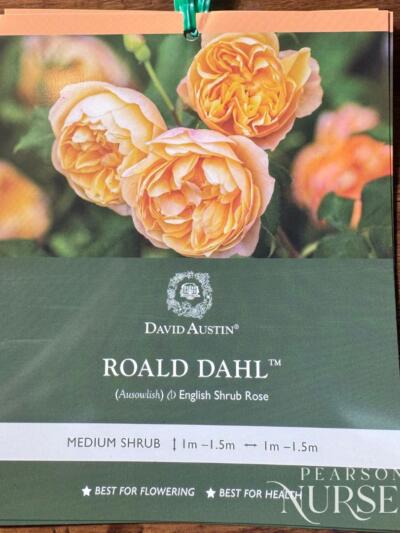 DAVID AUSTIN®
ROALD DAHL™
(Ausowlish) English Shrub Rose
MEDIUM SHRUB ↕ 1m –1.5m ↔ 1m –1.5m
★ BEST FOR FLOWERING ★ BEST FOR HEALTH
PEARSON
NURSE